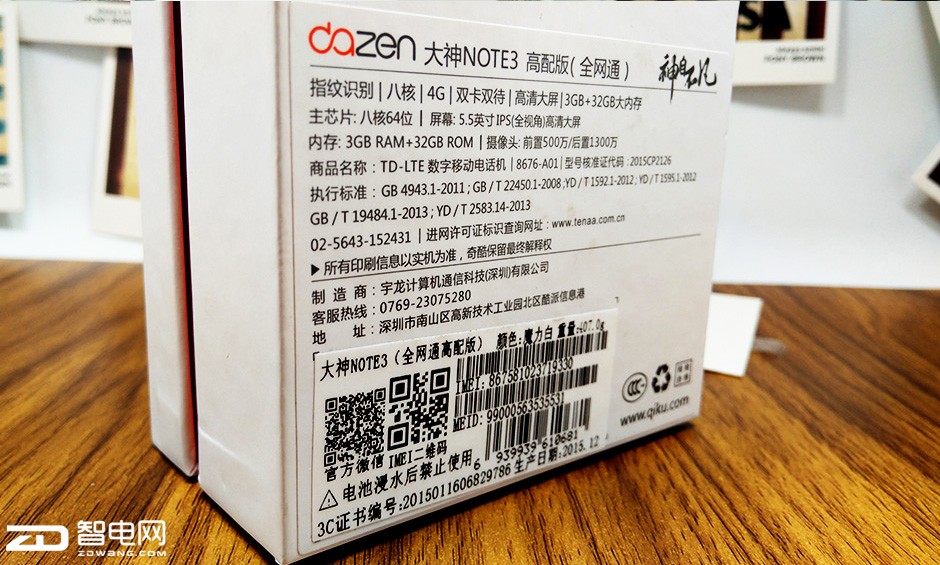 dazen 大神NOTE3 高配版(全网通) 神自不凡
指纹识别|八核|4G|双卡双待|高清大屏|3GB+32GB大内存
主芯片: 八核64位 | 屏幕: 5.5英寸IPS(全视角)高清大屏
内存: 3GB RAM+32GB ROM | 摄像头: 前置500万/后置1300万
商品名称: TD-LTE 数字移动电话机 | 8676-A01 | 型号核准证代码: 2015CP2126
执行标准: GB 4943.1-2011 ; GB / T 22450.1-2008 ; YD / T 1592.1-2012 ; YD / T 1595.1-2012
GB / T 19484.1-2013 ; YD / T 2583.14-2013
02-5643-152431 | 进网许可证标识查询网址: www.tenaa.com.cn
▶所有印刷信息以实机为准，奇酷保留最终解释权
制 造 商: 宇龙计算机通信科技(深圳)有限公司
客服热线: 0769-23075280
地 址: 深圳市南山区高新技术工业园北区酷派信息港
大神NOTE3 (全网通高配版) 颜色:魔力白 重量:407.0g
IMEI: 867581023719330
MEID: 99000563535531
6 939939 610681
官方微信 IMEI二维码
电池浸水后禁止使用 生产日期:2015.12
3C证书编号:2015011606829786
CCC
www.qiku.com
ZD 智电网
ZDWANG.COM